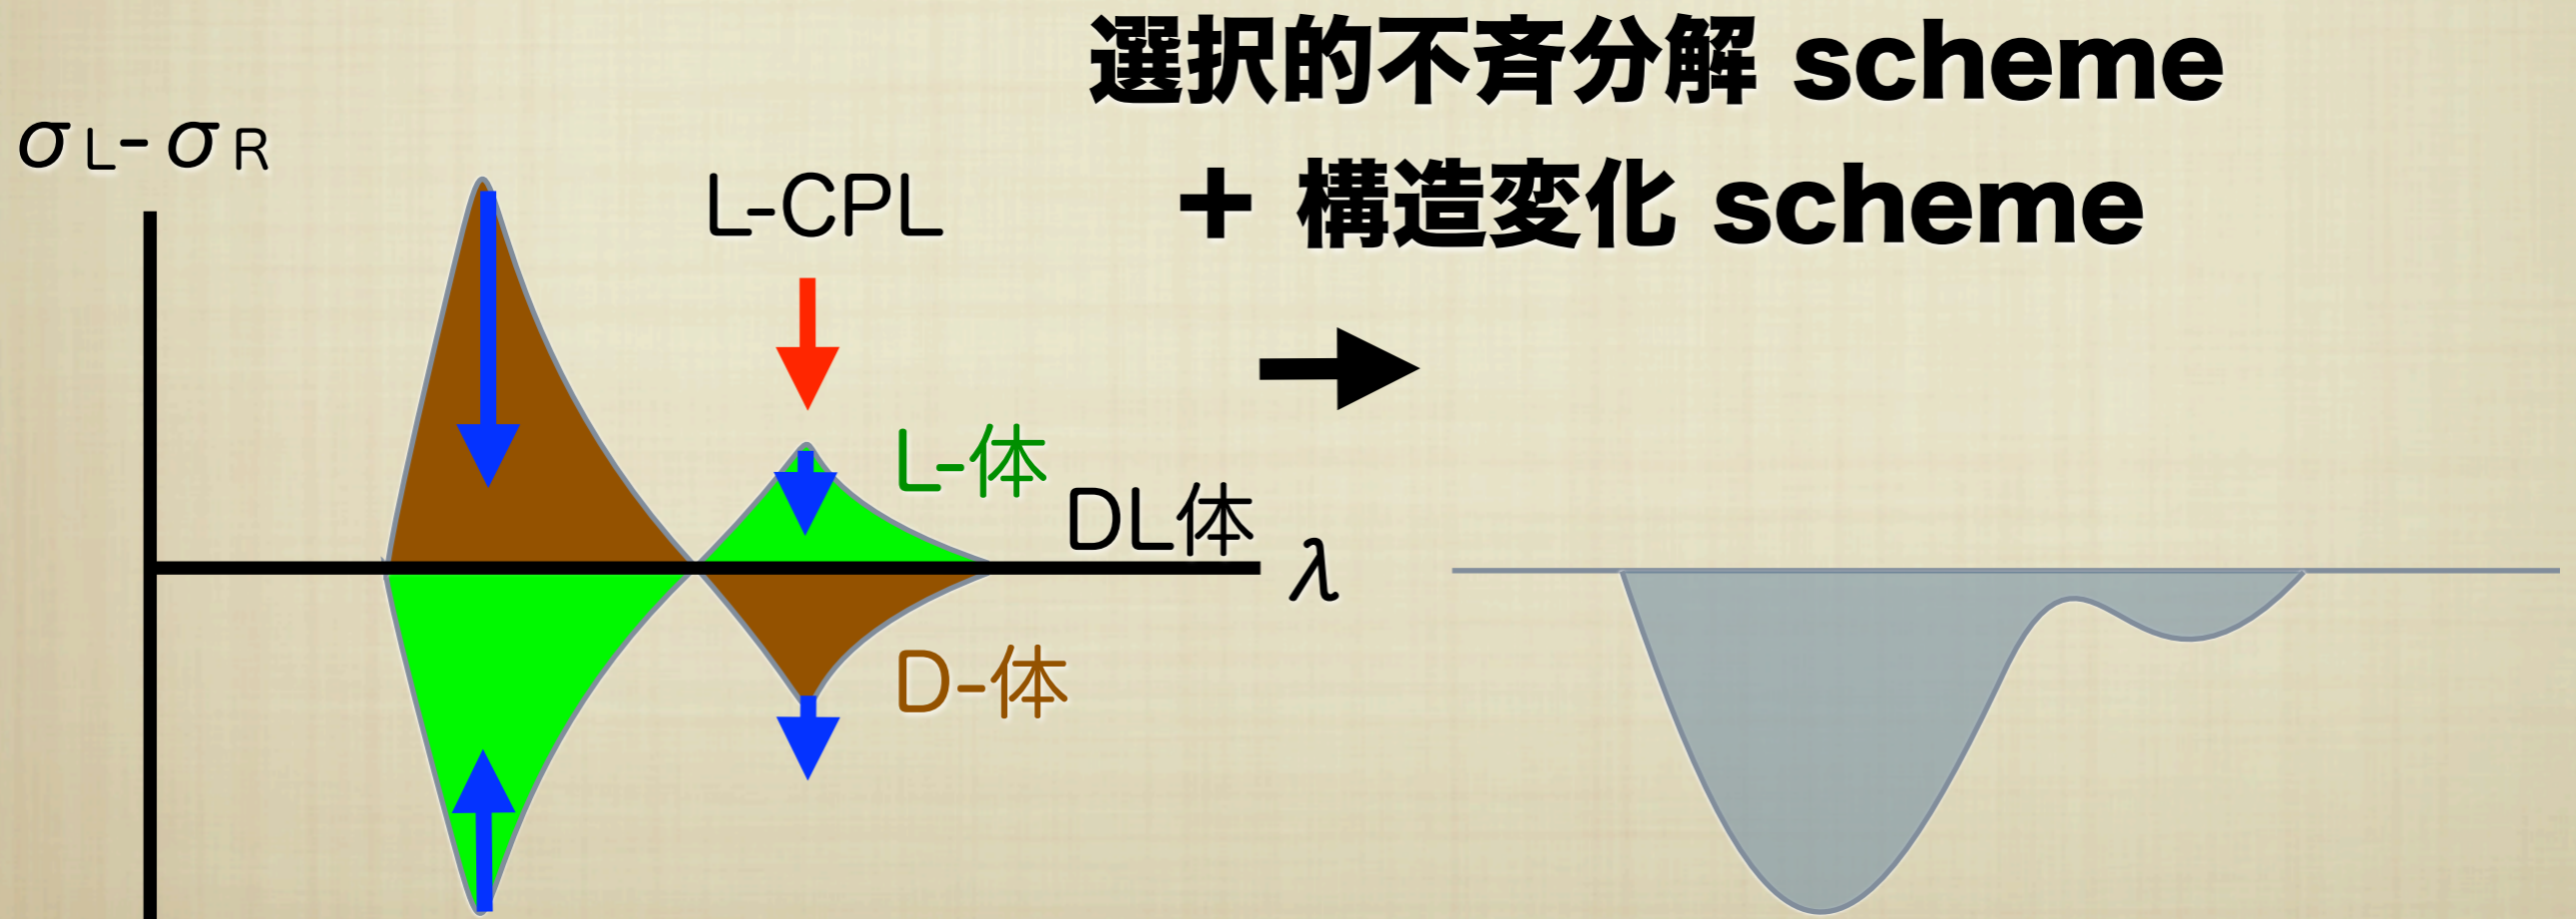 選択的不斉分解 scheme
+ 構造変化 scheme
σL-σR
L-CPL
L-体
DL体
λ
D-体